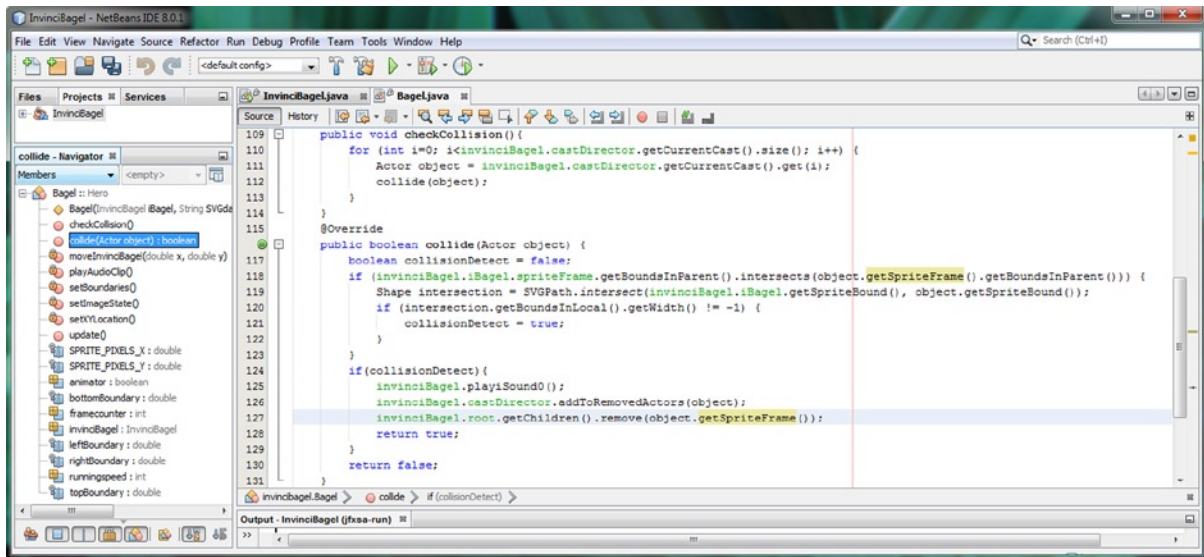 InvinciBagel - NetBeans IDE 8.0.1
File Edit View Navigate Source Refactor Run Debug Profile Team Tools Window Help
Search (Ctrl+I)
<default config>
Files Projects Services
InvinciBagel
collide - Navigator
Members <empty>
Bagel :: Hero
Bagel(InvinciBagel iBagel, String SVGda
checkCollision()
collide(Actor object) : boolean
moveInvinciBagel(double x, double y)
playAudioClip()
setBoundaries()
setImageState()
setXYLocation()
update()
SPRITE_PIXELS_X : double
SPRITE_PIXELS_Y : double
animator : boolean
bottomBoundary : double
framecounter : int
invinciBagel : InvinciBagel
leftBoundary : double
rightBoundary : double
runningspeed : int
topBoundary : double
InvinciBagel.java Bagel.java
Source History
109 public void checkCollision(){
110 for (int i=0; i<invinciBagel.castDirector.getCurrentCast().size(); i++) {
111 Actor object = invinciBagel.castDirector.getCurrentCast().get(i);
112 collide(object);
113 }
114 }
115 @Override
public boolean collide(Actor object) {
117 boolean collisionDetect = false;
118 if (invinciBagel.iBagel.spriteFrame.getBoundsInParent().intersects(object.getSpriteFrame().getBoundsInParent())) {
119 Shape intersection = SVGPath.intersect(invinciBagel.iBagel.getSpriteBound(), object.getSpriteBound());
120 if (intersection.getBoundsInLocal().getWidth() != -1) {
121 collisionDetect = true;
122 }
123 }
124 if(collisionDetect){
125 invinciBagel.playiSound0();
126 invinciBagel.castDirector.addToRemovedActors(object);
127 invinciBagel.root.getChildren().remove(object.getSpriteFrame());
128 return true;
129 }
130 return false;
131 }
invincibagel.Bagel collide if (collisionDetect)
Output - InvinciBagel (jfxsa-run)